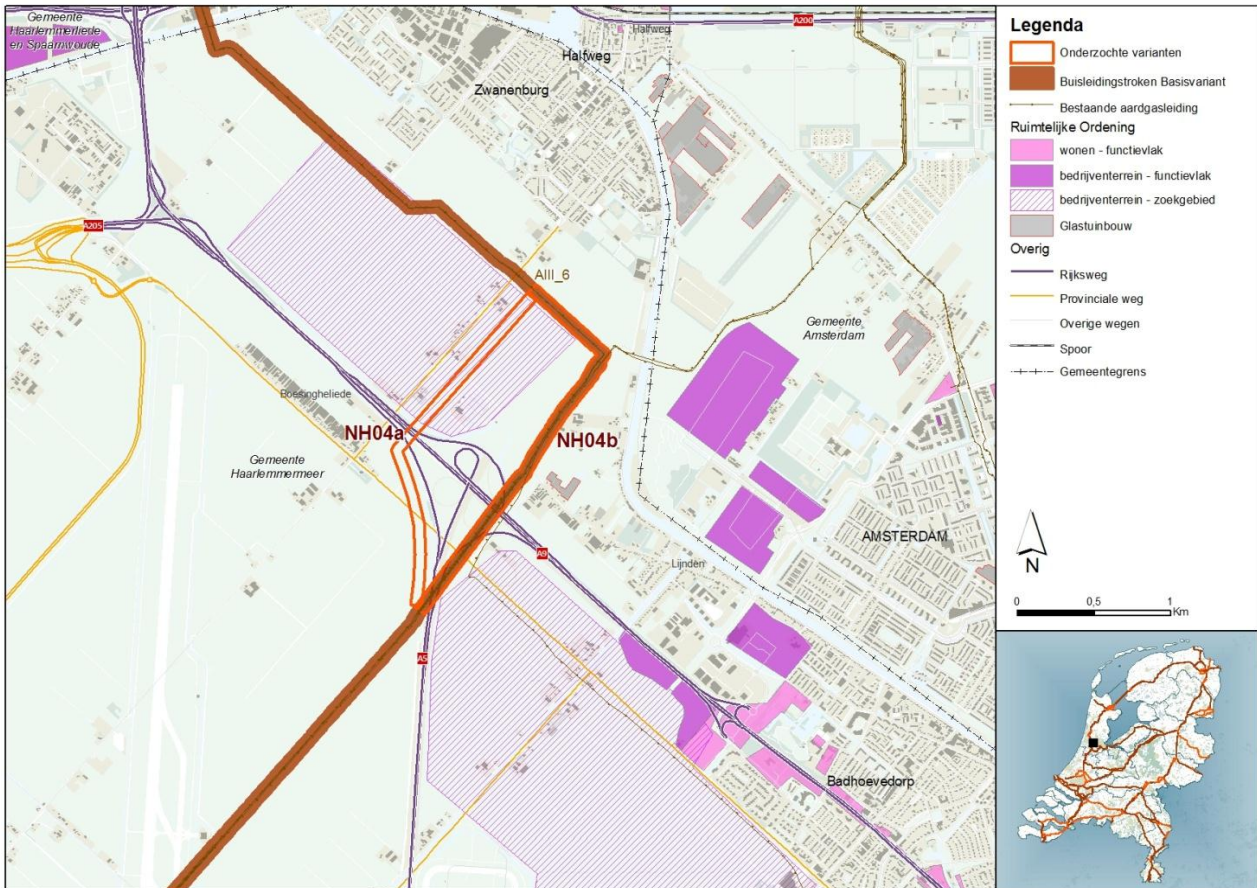 Gemeente
Haarlemmerliede
en Spaarnwoude
A200
Halfweg
Halfweg
Zwanenburg
A205
AIII_6
Gemeente
Amsterdam
Boesingheliede
NH04a
NH04b
Gemeente
Haarlemmermeer
AMSTERDAM
A9
Lijnden
A5
Badhoevedorp
Legenda
Onderzochte varianten
Buisleidingstroken Basisvariant
Bestaande aardgasleiding
Ruimtelijke Ordening
wonen - functievlak
bedrijventerrein - functievlak
bedrijventerrein - zoekgebied
Glastuinbouw
Overig
Rijksweg
Provinciale weg
Overige wegen
Spoor
Gemeentegrens
N
0 0,5 1
Km